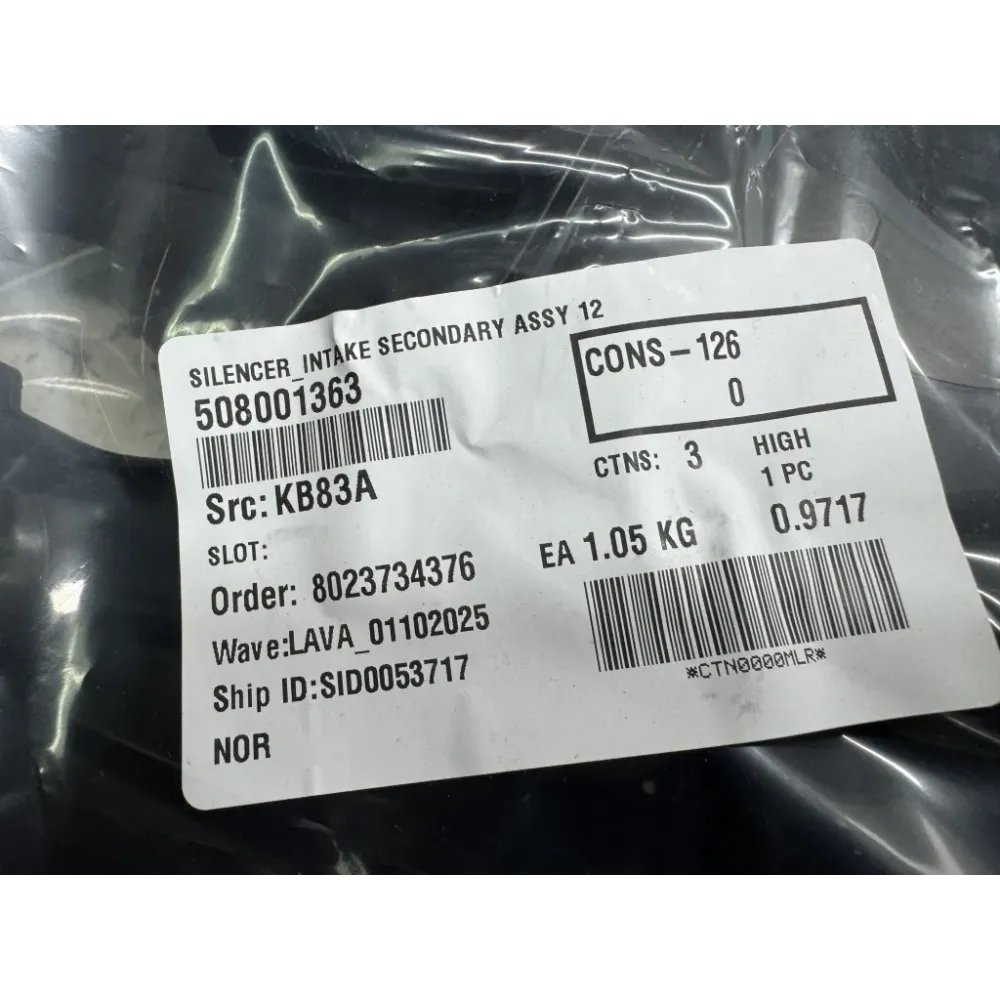 SILENCER_INTAKE SECONDARY ASSY 12
508001363
CONS-126
0
Src: KB83A
CTNS: 3
HIGH
1 PC
SLOT:
EA 1.05 KG
0.9717
Order: 8023734376
Wave:LAVA_01102025
Ship ID:SID0053717
*CTN0000MLR*
NOR